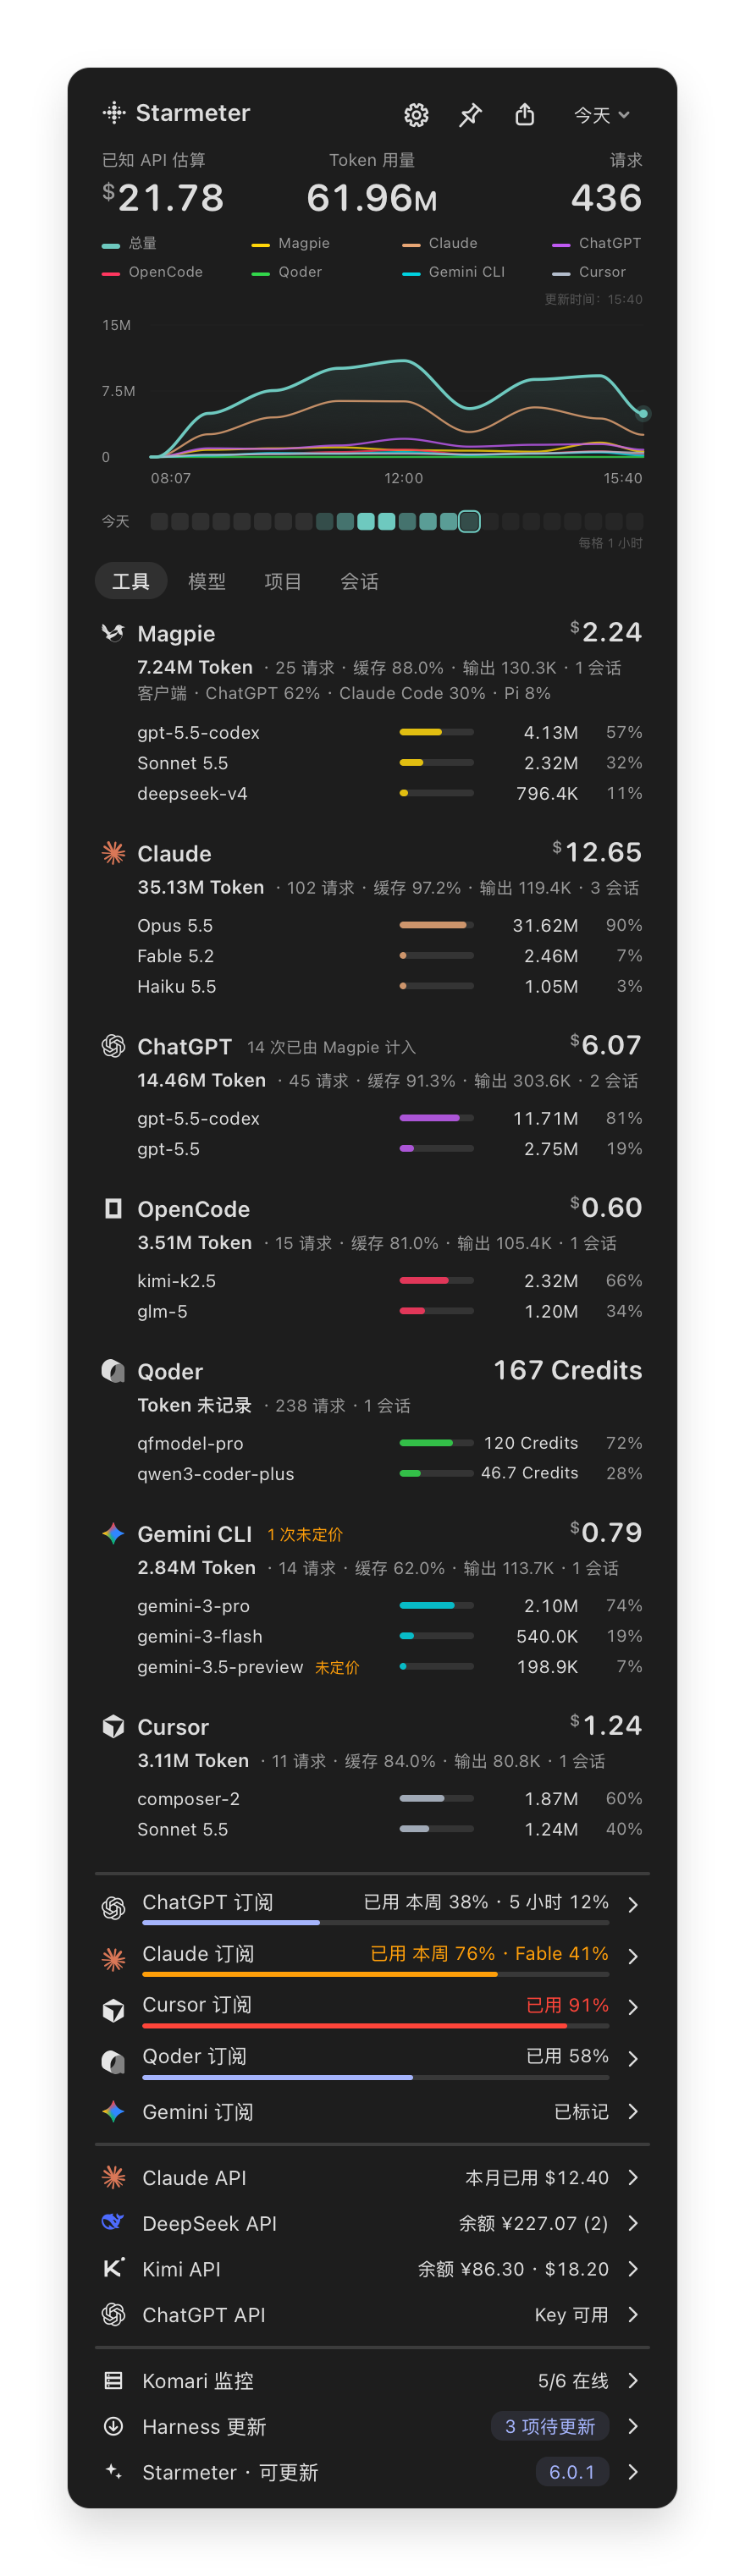 Starmeter 今天
已知 API 估算 Token 用量 请求
$21.78 61.96M 436
总量 Magpie Claude ChatGPT
OpenCode Qoder Gemini CLI Cursor
更新时间: 15:40
15M
7.5M
0
08:07 12:00 15:40
今天
每格 1 小时
工具 模型 项目 会话
Magpie $2.24
7.24M Token · 25 请求 · 缓存 88.0% · 输出 130.3K · 1 会话
客户端 · ChatGPT 62% · Claude Code 30% · Pi 8%
gpt-5.5-codex 4.13M 57%
Sonnet 5.5 2.32M 32%
deepseek-v4 796.4K 11%
Claude $12.65
35.13M Token · 102 请求 · 缓存 97.2% · 输出 119.4K · 3 会话
Opus 5.5 31.62M 90%
Fable 5.2 2.46M 7%
Haiku 5.5 1.05M 3%
ChatGPT 14 次已由 Magpie 计入 $6.07
14.46M Token · 45 请求 · 缓存 91.3% · 输出 303.6K · 2 会话
gpt-5.5-codex 11.71M 81%
gpt-5.5 2.75M 19%
OpenCode $0.60
3.51M Token · 15 请求 · 缓存 81.0% · 输出 105.4K · 1 会话
kimi-k2.5 2.32M 66%
glm-5 1.20M 34%
Qoder 167 Credits
Token 未记录 · 238 请求 · 1 会话
qfmodel-pro 120 Credits 72%
qwen3-coder-plus 46.7 Credits 28%
Gemini CLI 1 次未定价 $0.79
2.84M Token · 14 请求 · 缓存 62.0% · 输出 113.7K · 1 会话
gemini-3-pro 2.10M 74%
gemini-3-flash 540.0K 19%
gemini-3.5-preview 未定价 198.9K 7%
Cursor $1.24
3.11M Token · 11 请求 · 缓存 84.0% · 输出 80.8K · 1 会话
composer-2 1.87M 60%
Sonnet 5.5 1.24M 40%
ChatGPT 订阅 已用 本周 38% · 5 小时 12%
Claude 订阅 已用 本周 76% · Fable 41%
Cursor 订阅 已用 91%
Qoder 订阅 已用 58%
Gemini 订阅 已标记
Claude API 本月已用 $12.40
DeepSeek API 余额 ¥227.07 (2)
Kimi API 余额 ¥86.30 · $18.20
ChatGPT API Key 可用
Komari 监控 5/6 在线
Harness 更新 3 项待更新
Starmeter · 可更新 6.0.1